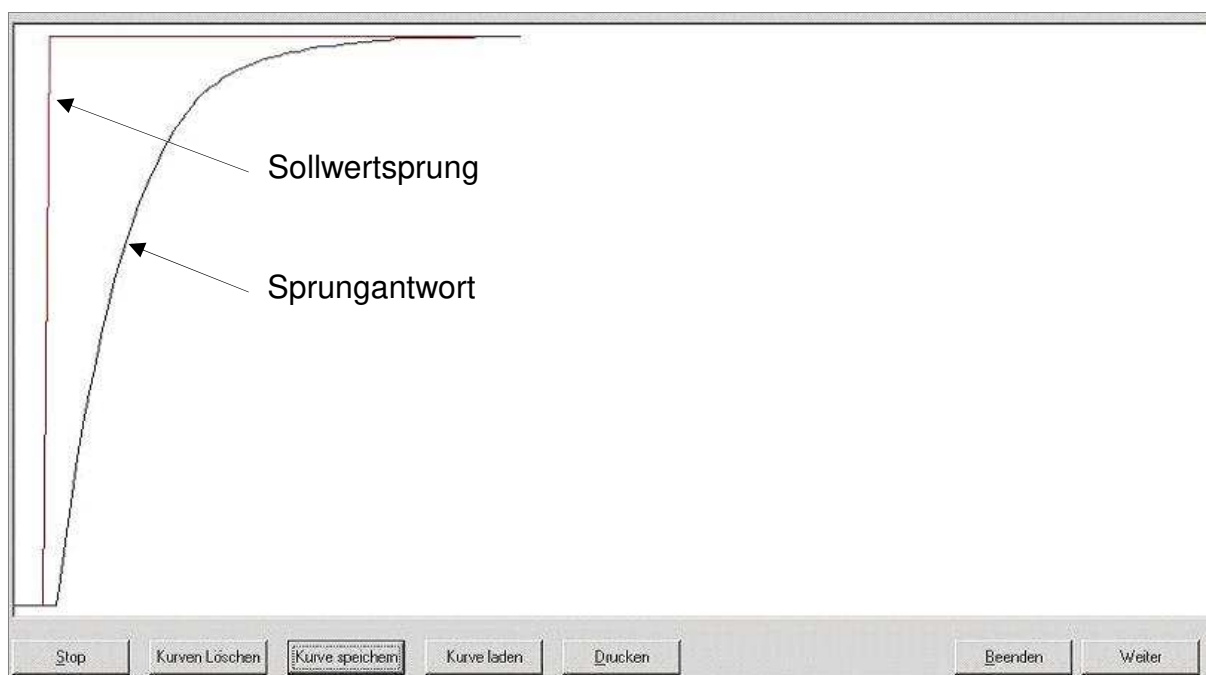 Sollwertsprung
Sprungantwort
Stop Kurven Löschen Kurve speichern Kurve laden Drucken Beenden Weiter